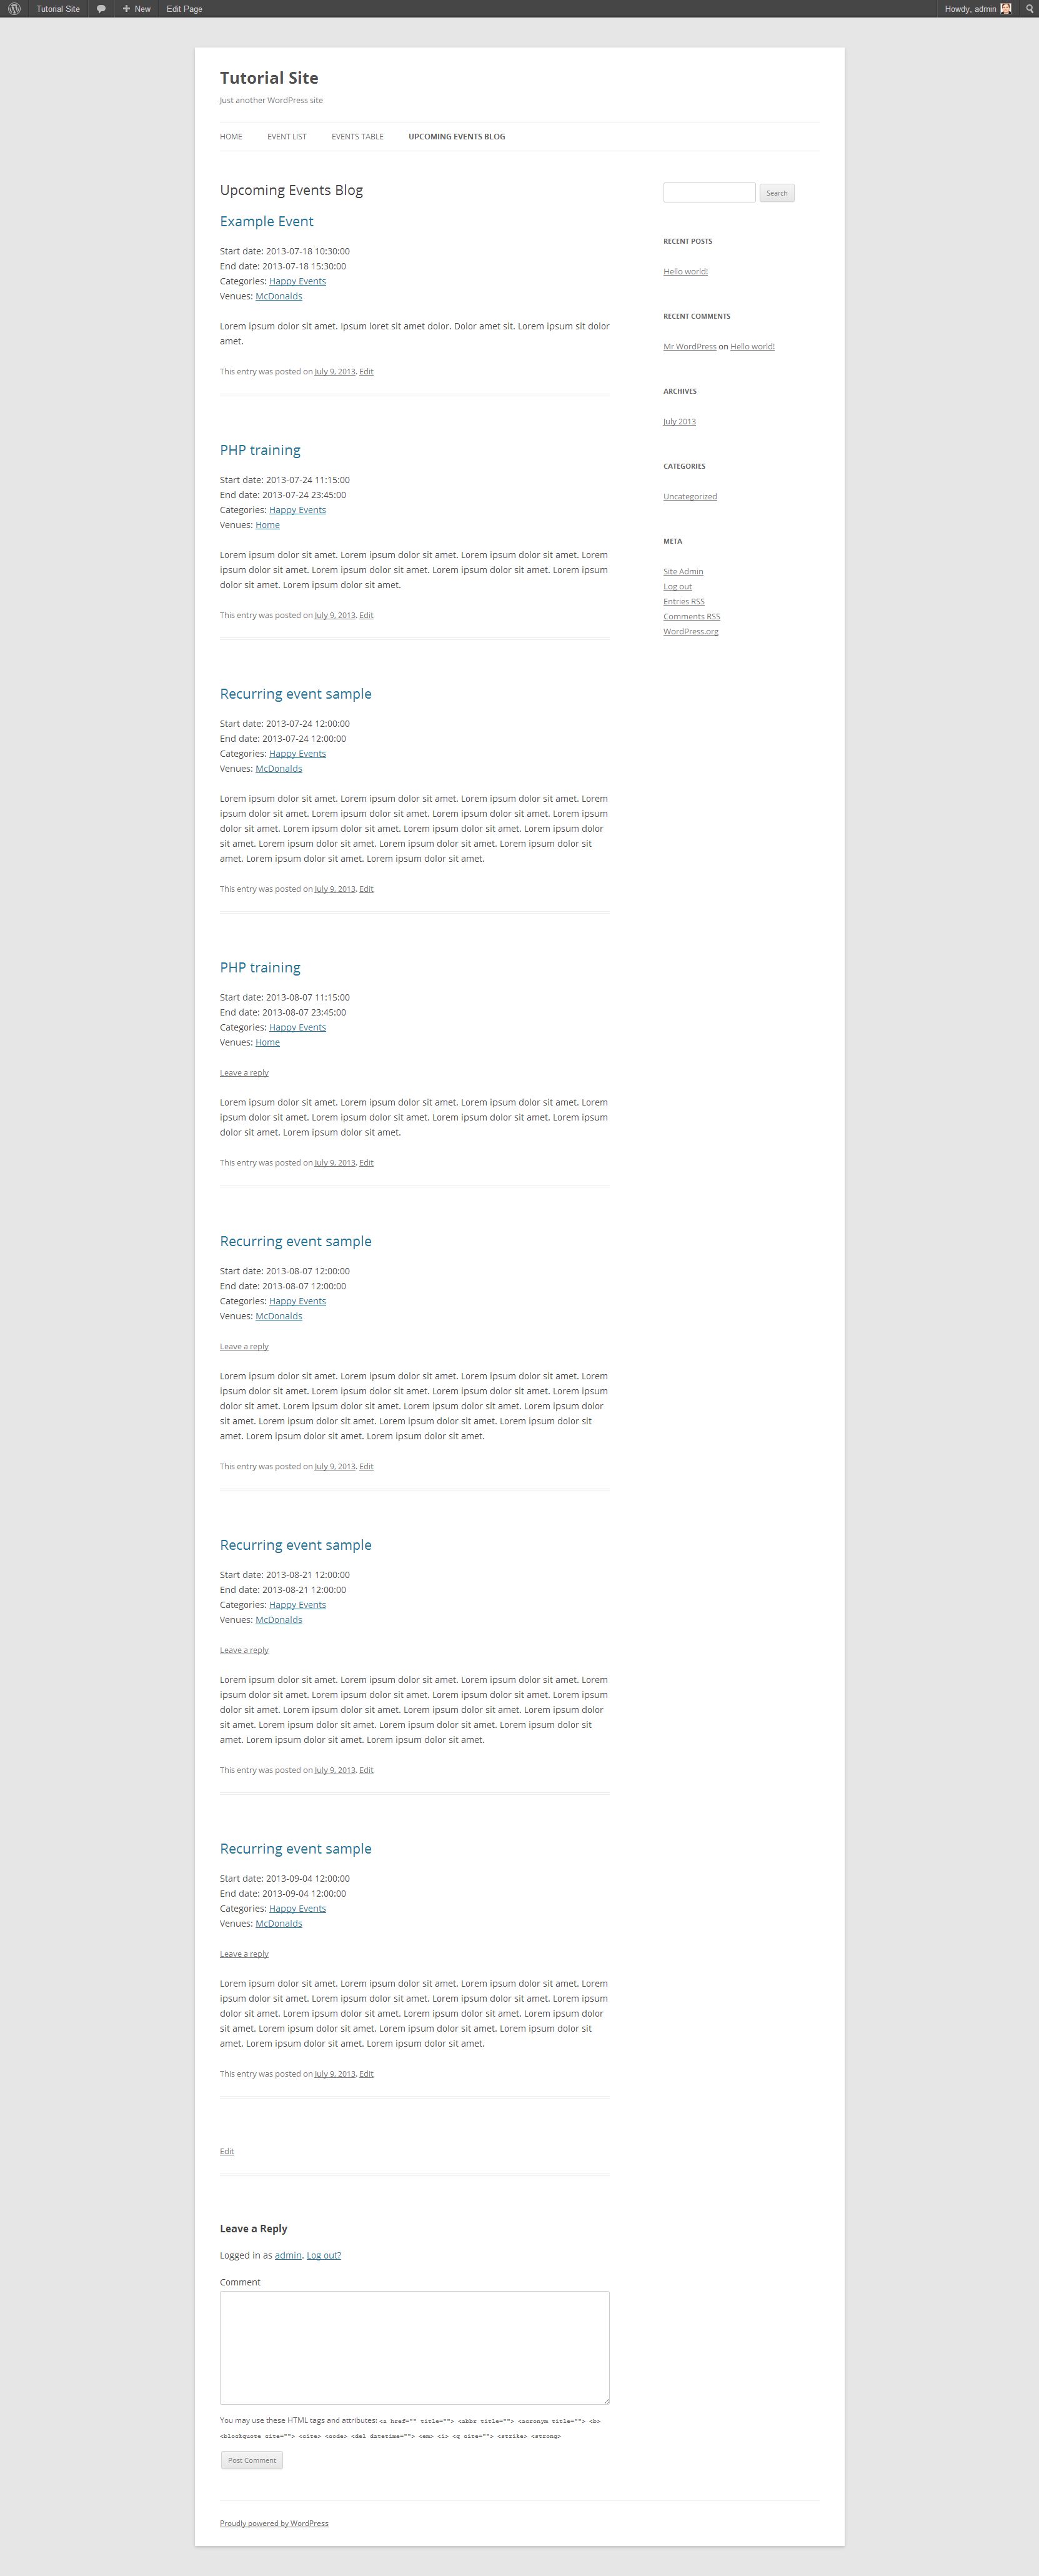 Tutorial Site
New
Edit Page
Howdy, admin
Tutorial Site
Just another WordPress site
HOME
EVENT LIST
EVENTS TABLE
UPCOMING EVENTS BLOG
Upcoming Events Blog
Example Event
Start date: 2013-07-18 10:30:00
End date: 2013-07-18 15:30:00
Categories: Happy Events
Venues: McDonalds
Lorem ipsum dolor sit amet. Ipsum loret sit amet dolor. Dolor amet sit. Lorem ipsum sit dolor
amet.
This entry was posted on July 9, 2013. Edit
PHP training
Start date: 2013-07-24 11:15:00
End date: 2013-07-24 23:45:00
Categories: Happy Events
Venues: Home
Lorem ipsum dolor sit amet. Lorem ipsum dolor sit amet. Lorem ipsum dolor sit amet. Lorem
ipsum dolor sit amet. Lorem ipsum dolor sit amet. Lorem ipsum dolor sit amet. Lorem ipsum
dolor sit amet. Lorem ipsum dolor sit amet.
This entry was posted on July 9, 2013. Edit
Recurring event sample
Start date: 2013-07-24 12:00:00
End date: 2013-07-24 12:00:00
Categories: Happy Events
Venues: McDonalds
Lorem ipsum dolor sit amet. Lorem ipsum dolor sit amet. Lorem ipsum dolor sit amet. Lorem
ipsum dolor sit amet. Lorem ipsum dolor sit amet. Lorem ipsum dolor sit amet. Lorem ipsum
dolor sit amet. Lorem ipsum dolor sit amet. Lorem ipsum dolor sit amet. Lorem ipsum dolor
sit amet. Lorem ipsum dolor sit amet. Lorem ipsum dolor sit amet. Lorem ipsum dolor sit
amet. Lorem ipsum dolor sit amet. Lorem ipsum dolor sit amet.
This entry was posted on July 9, 2013. Edit
PHP training
Start date: 2013-08-07 11:15:00
End date: 2013-08-07 23:45:00
Categories: Happy Events
Venues: Home
Leave a reply
Lorem ipsum dolor sit amet. Lorem ipsum dolor sit amet. Lorem ipsum dolor sit amet. Lorem
ipsum dolor sit amet. Lorem ipsum dolor sit amet. Lorem ipsum dolor sit amet. Lorem ipsum
dolor sit amet. Lorem ipsum dolor sit amet.
This entry was posted on July 9, 2013. Edit
Recurring event sample
Start date: 2013-08-07 12:00:00
End date: 2013-08-07 12:00:00
Categories: Happy Events
Venues: McDonalds
Leave a reply
Lorem ipsum dolor sit amet. Lorem ipsum dolor sit amet. Lorem ipsum dolor sit amet. Lorem
ipsum dolor sit amet. Lorem ipsum dolor sit amet. Lorem ipsum dolor sit amet. Lorem ipsum
dolor sit amet. Lorem ipsum dolor sit amet. Lorem ipsum dolor sit amet. Lorem ipsum dolor
sit amet. Lorem ipsum dolor sit amet. Lorem ipsum dolor sit amet. Lorem ipsum dolor sit
amet. Lorem ipsum dolor sit amet. Lorem ipsum dolor sit amet.
This entry was posted on July 9, 2013. Edit
Recurring event sample
Start date: 2013-08-21 12:00:00
End date: 2013-08-21 12:00:00
Categories: Happy Events
Venues: McDonalds
Leave a reply
Lorem ipsum dolor sit amet. Lorem ipsum dolor sit amet. Lorem ipsum dolor sit amet. Lorem
ipsum dolor sit amet. Lorem ipsum dolor sit amet. Lorem ipsum dolor sit amet. Lorem ipsum
dolor sit amet. Lorem ipsum dolor sit amet. Lorem ipsum dolor sit amet. Lorem ipsum dolor
sit amet. Lorem ipsum dolor sit amet. Lorem ipsum dolor sit amet. Lorem ipsum dolor sit
amet. Lorem ipsum dolor sit amet. Lorem ipsum dolor sit amet.
This entry was posted on July 9, 2013. Edit
Recurring event sample
Start date: 2013-09-04 12:00:00
End date: 2013-09-04 12:00:00
Categories: Happy Events
Venues: McDonalds
Leave a reply
Lorem ipsum dolor sit amet. Lorem ipsum dolor sit amet. Lorem ipsum dolor sit amet. Lorem
ipsum dolor sit amet. Lorem ipsum dolor sit amet. Lorem ipsum dolor sit amet. Lorem ipsum
dolor sit amet. Lorem ipsum dolor sit amet. Lorem ipsum dolor sit amet. Lorem ipsum dolor
sit amet. Lorem ipsum dolor sit amet. Lorem ipsum dolor sit amet. Lorem ipsum dolor sit
amet. Lorem ipsum dolor sit amet. Lorem ipsum dolor sit amet.
This entry was posted on July 9, 2013. Edit
Edit
Leave a Reply
Logged in as admin. Log out?
Comment
You may use these HTML tags and attributes: <a href="" title=""> <abbr title=""> <acronym title=""> <b>
<blockquote cite=""> <cite> <code> <del datetime=""> <em> <i> <q cite=""> <strike> <strong>
Post Comment
Search
RECENT POSTS
Hello world!
RECENT COMMENTS
Mr WordPress on Hello world!
ARCHIVES
July 2013
CATEGORIES
Uncategorized
META
Site Admin
Log out
Entries RSS
Comments RSS
WordPress.org
Proudly powered by WordPress